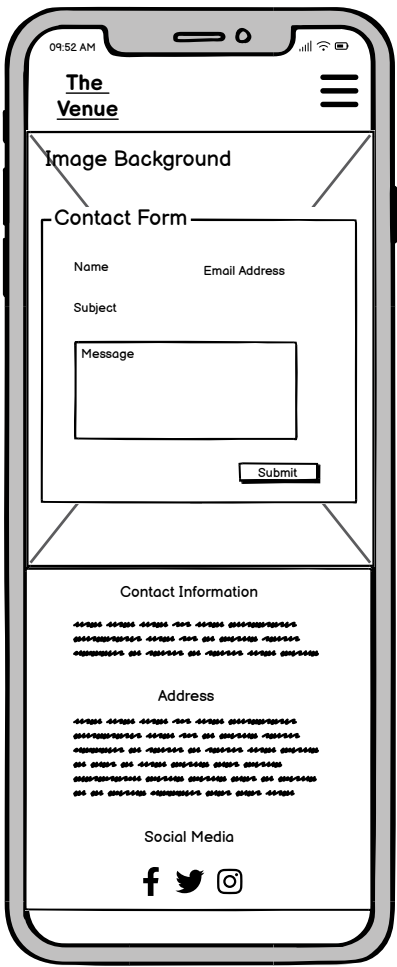 09:52 AM
The
Venue
Image Background
Contact Form
Name
Email Address
Subject
Message
Submit
Contact Information
Address
Social Media